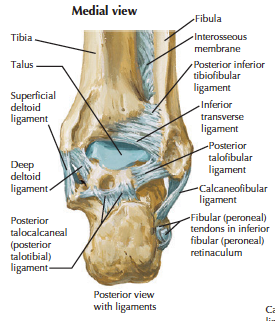 Medial view
Fibula
Tibia
Interosseous
membrane
Talus
Posterior inferior
tibiofibular
ligament
Superficial
deltoid
ligament
Inferior
transverse
ligament
Posterior
talofibular
ligament
Deep
deltoid
ligament
Calcaneofibular
ligament
Posterior
talocalcaneal
(posterior
talotibial)
ligament
Fibular (peroneal)
tendons in inferior
fibular (peroneal)
retinaculum
Posterior view
with ligaments
Ca